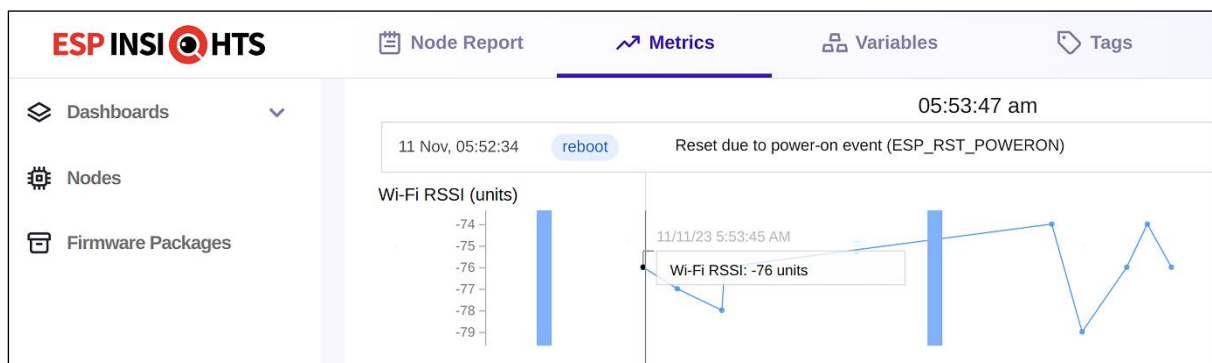 ESP INSIGHTS
Node Report
Metrics
Variables
Tags
Dashboards
Nodes
Firmware Packages
05:53:47 am
11 Nov, 05:52:34 reboot Reset due to power-on event (ESP_RST_POWERON)
Wi-Fi RSSI (units)
-74
-75
-76
-77
-78
-79
11/11/23 5:53:45 AM
Wi-Fi RSSI: -76 units